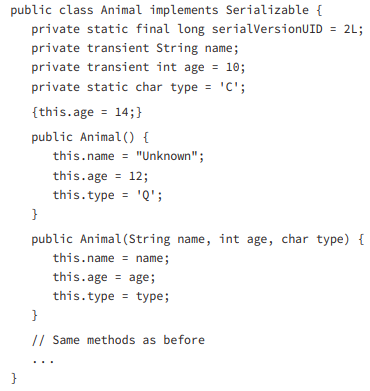 public class Animal implements Serializable {
private static final long serialVersionUID = 2L;
private transient String name;
private transient int age = 10;
private static char type = 'C';
{this.age = 14;}
public Animal() {
this.name = "Unknown";
this.age = 12;
this.type = 'Q';
}
public Animal(String name, int age, char type) {
this.name = name;
this.age = age;
this.type = type;
}
// Same methods as before
...
}